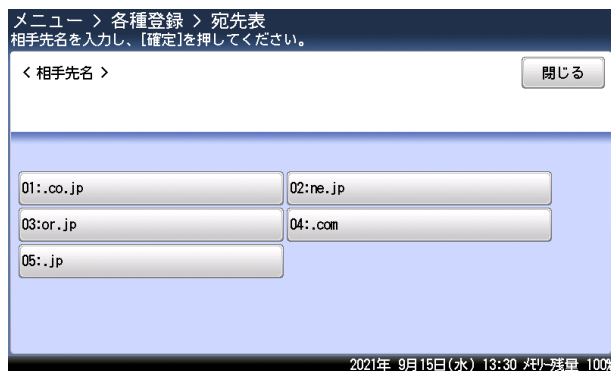 メニュー > 各種登録 > 宛先表
相手先名を入力し、[確定]を押してください。
<相手先名>
閉じる
01:.co.jp
02:ne.jp
03:or.jp
04:.com
05:.jp
2021年 9月15日(水) 13:30 メモリー残量 100%